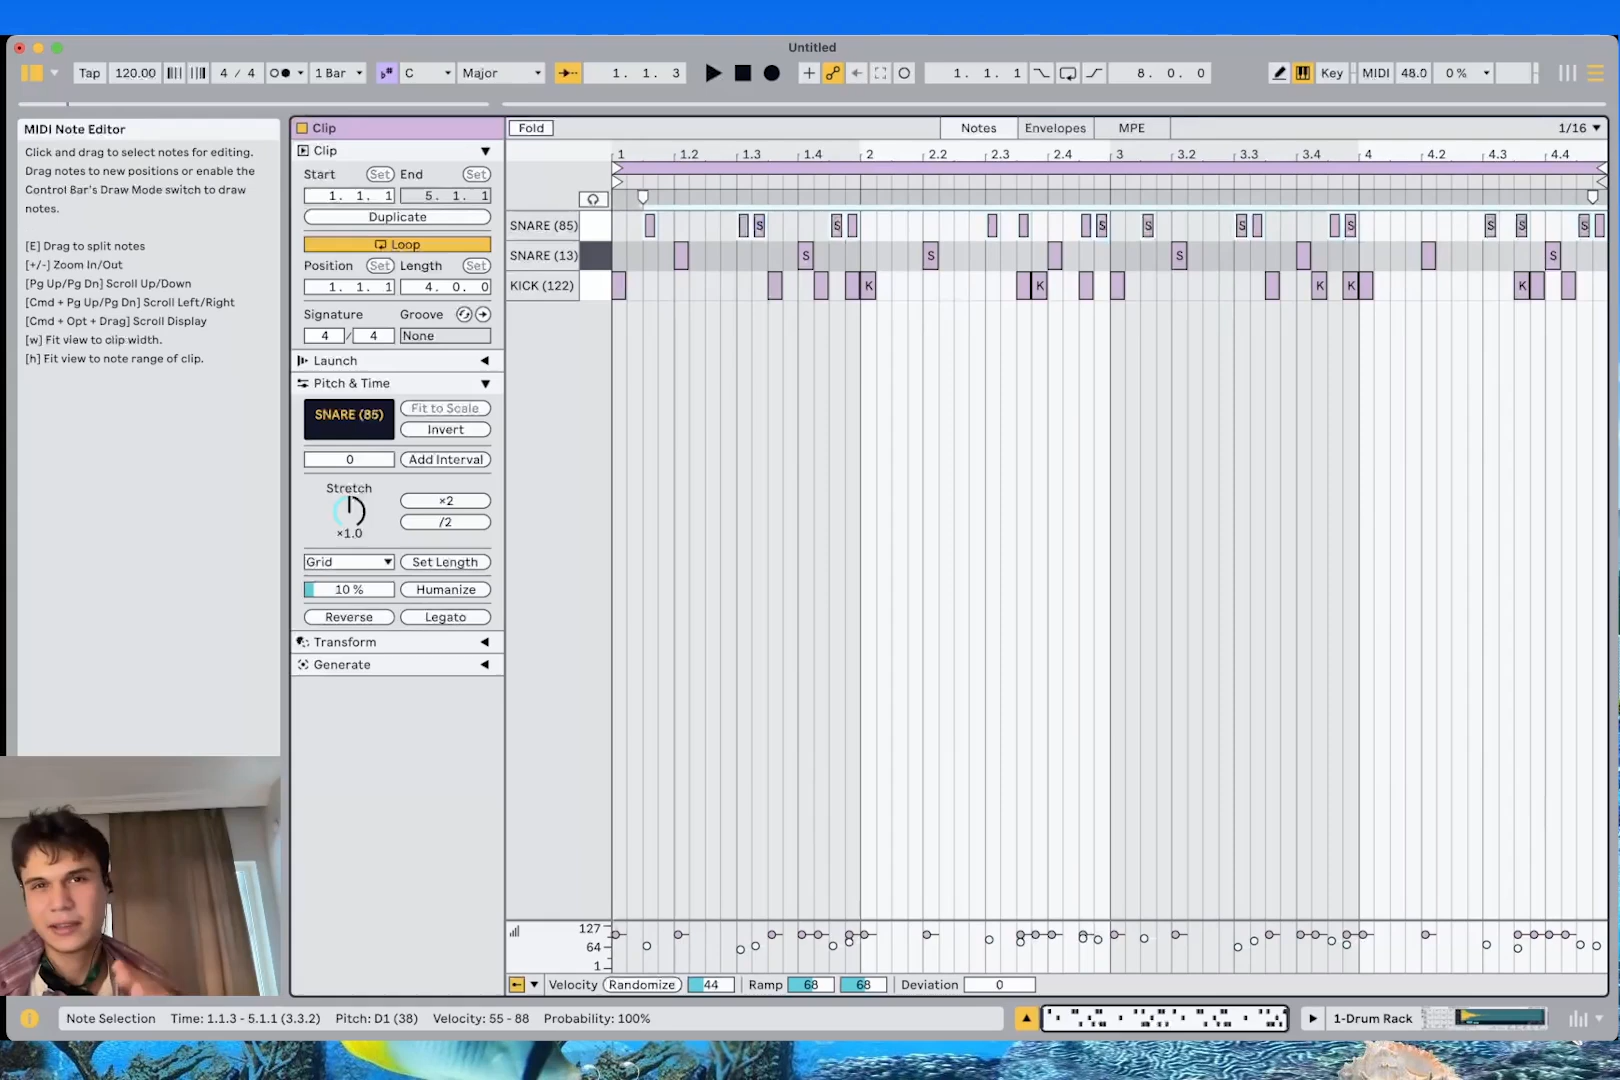 Untitled
Tap 120.00 4 / 4 1 Bar C Major 1. 1. 3 1. 1. 1 8. 0. 0 Key MIDI 48.0 0 %
MIDI Note Editor
Click and drag to select notes for editing.
Drag notes to new positions or enable the
Control Bar's Draw Mode switch to draw
notes.
[E] Drag to split notes
[+/-] Zoom In/Out
[Pg Up/Pg Dn] Scroll Up/Down
[Cmd + Pg Up/Pg Dn] Scroll Left/Right
[Cmd + Opt + Drag] Scroll Display
[w] Fit view to clip width.
[h] Fit view to note range of clip.
Clip
Clip
Start Set End Set
1. 1. 1 5. 1. 1
Duplicate
Loop
Position Set Length Set
1. 1. 1 4. 0. 0
Signature Groove
4 / 4 None
Launch
Pitch & Time
SNARE (85) Fit to Scale
Invert
0 Add Interval
Stretch
×2
/2
×1.0
Grid Set Length
10 % Humanize
Reverse Legato
Transform
Generate
Fold Notes Envelopes MPE 1/16
1 1.2 1.3 1.4 2 2.2 2.3 2.4 3 3.2 3.3 3.4 4 4.2 4.3 4.4
SNARE (85) S S S S S S S S S
SNARE (13) S S S S
KICK (122) K K K K K
127
64
1
Velocity Randomize 44 Ramp 68 68 Deviation 0
Note Selection Time: 1.1.3 - 5.1.1 (3.3.2) Pitch: D1 (38) Velocity: 55 - 88 Probability: 100%
1-Drum Rack